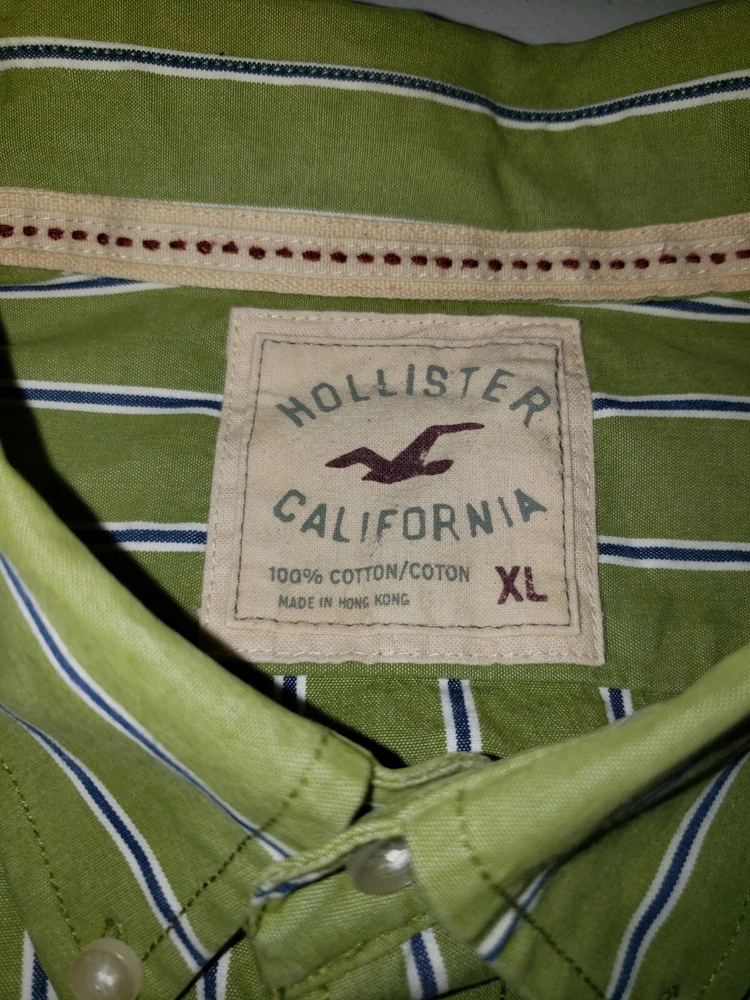 HOLLISTER
CALIFORNIA
100% COTTON/COTON
MADE IN HONG KONG
XL